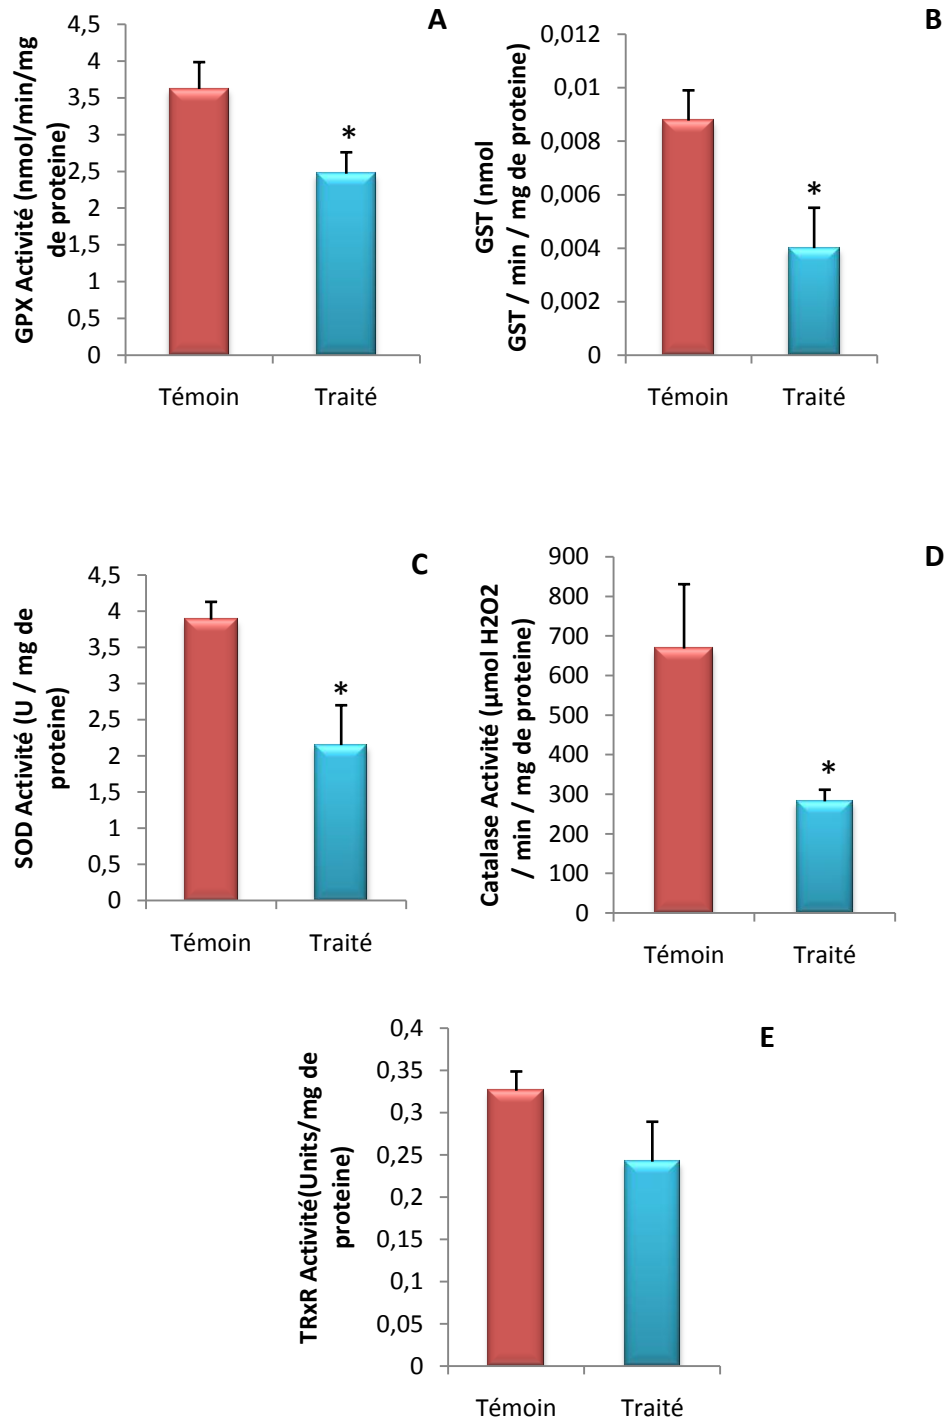 A
GPX Activité (nmol/min/mg
de proteine)
4,5
4
3,5
3
2,5
2
1,5
1
0,5
0
*
Témoin Traité
B
GST (nmol
GST / min / mg de proteine)
0,012
0,01
0,008
0,006
0,004
0,002
0
*
Témoin Traité
C
SOD Activité (U / mg de
proteine)
4,5
4
3,5
3
2,5
2
1,5
1
0,5
0
*
Témoin Traité
D
Catalase Activité (µmol H2O2
/ min / mg de proteine)
900
800
700
600
500
400
300
200
100
0
*
Témoin Traité
E
TRxR Activité(Units/mg de
proteine)
0,4
0,35
0,3
0,25
0,2
0,15
0,1
0,05
0
Témoin Traité